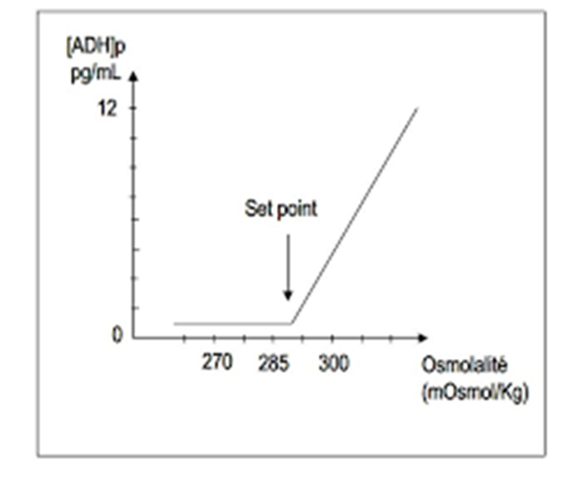 [ADH]p
pg/mL
12
Set point
0
270 285 300
Osmolalité
(mOsmol/Kg)